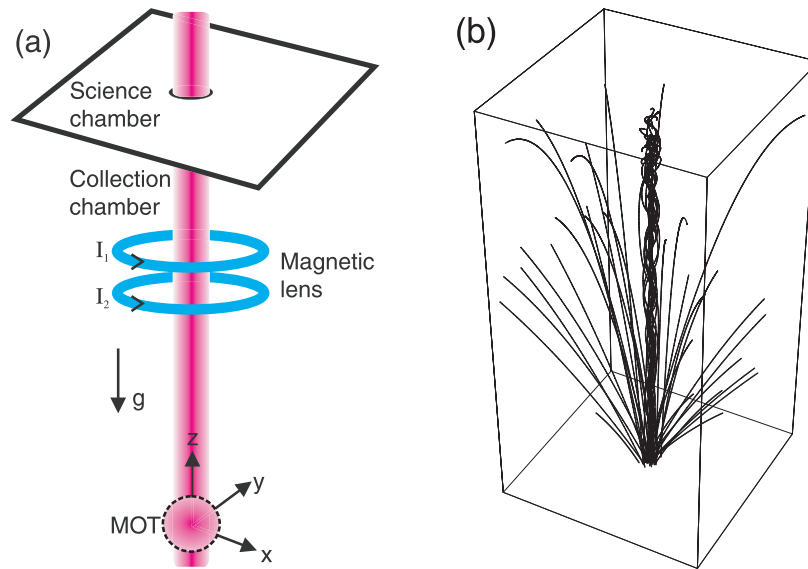 (a)
Science
chamber
Collection
chamber
I₁
I₂
Magnetic
lens
g
z
y
MOT
x
(b)